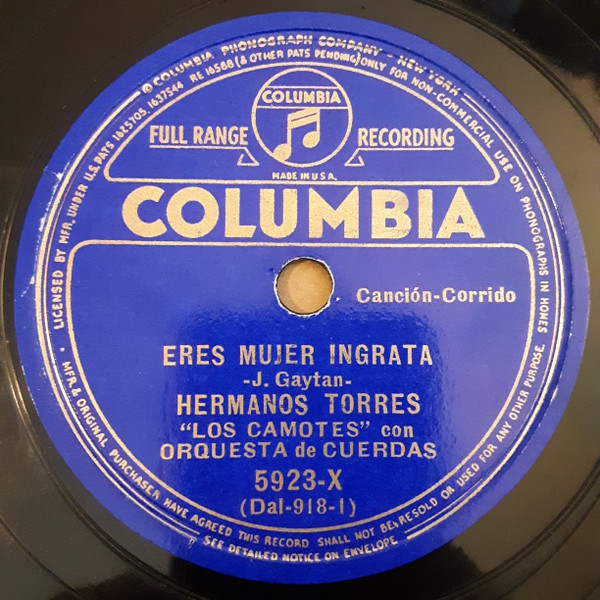 © COLUMBIA PHONOGRAPH COMPANY - NEW YORK
LICENSED BY MFR. UNDER U.S. PATS 1625705, 1637544 RE 16588 (& OTHER PATS PENDING) ONLY FOR NON-COMMERCIAL USE ON PHONOGRAPHS IN HOMES
COLUMBIA
FULL RANGE RECORDING
MADE IN U.S.A.
COLUMBIA
Canción-Corrido
ERES MUJER INGRATA
-J. Gaytan-
HERMANOS TORRES
"LOS CAMOTES" con
ORQUESTA de CUERDAS
5923-X
(Dal-918-1)
• MFR. & ORIGINAL PURCHASER HAVE AGREED THIS RECORD SHALL NOT BE RESOLD OR USED FOR ANY OTHER PURPOSE. •
SEE DETAILED NOTICE ON ENVELOPE